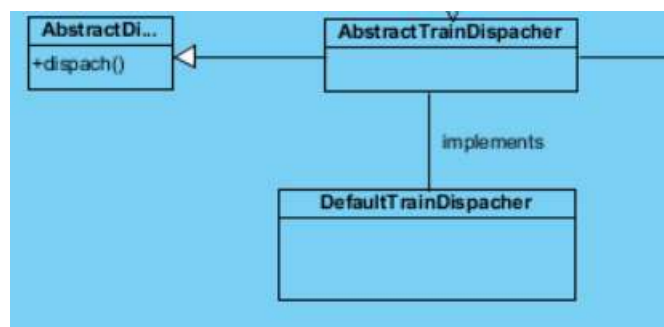 AbstractDi...
+dispach()
AbstractTrainDispacher
implements
DefaultTrainDispacher